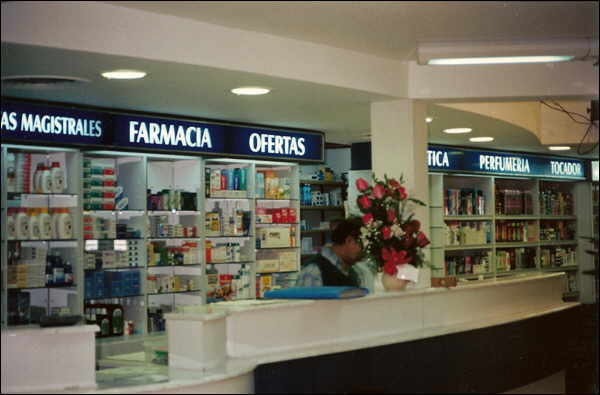 AS MAGISTRALES
FARMACIA
OFERTAS
TICA
PERFUMERIA
TOCADOR